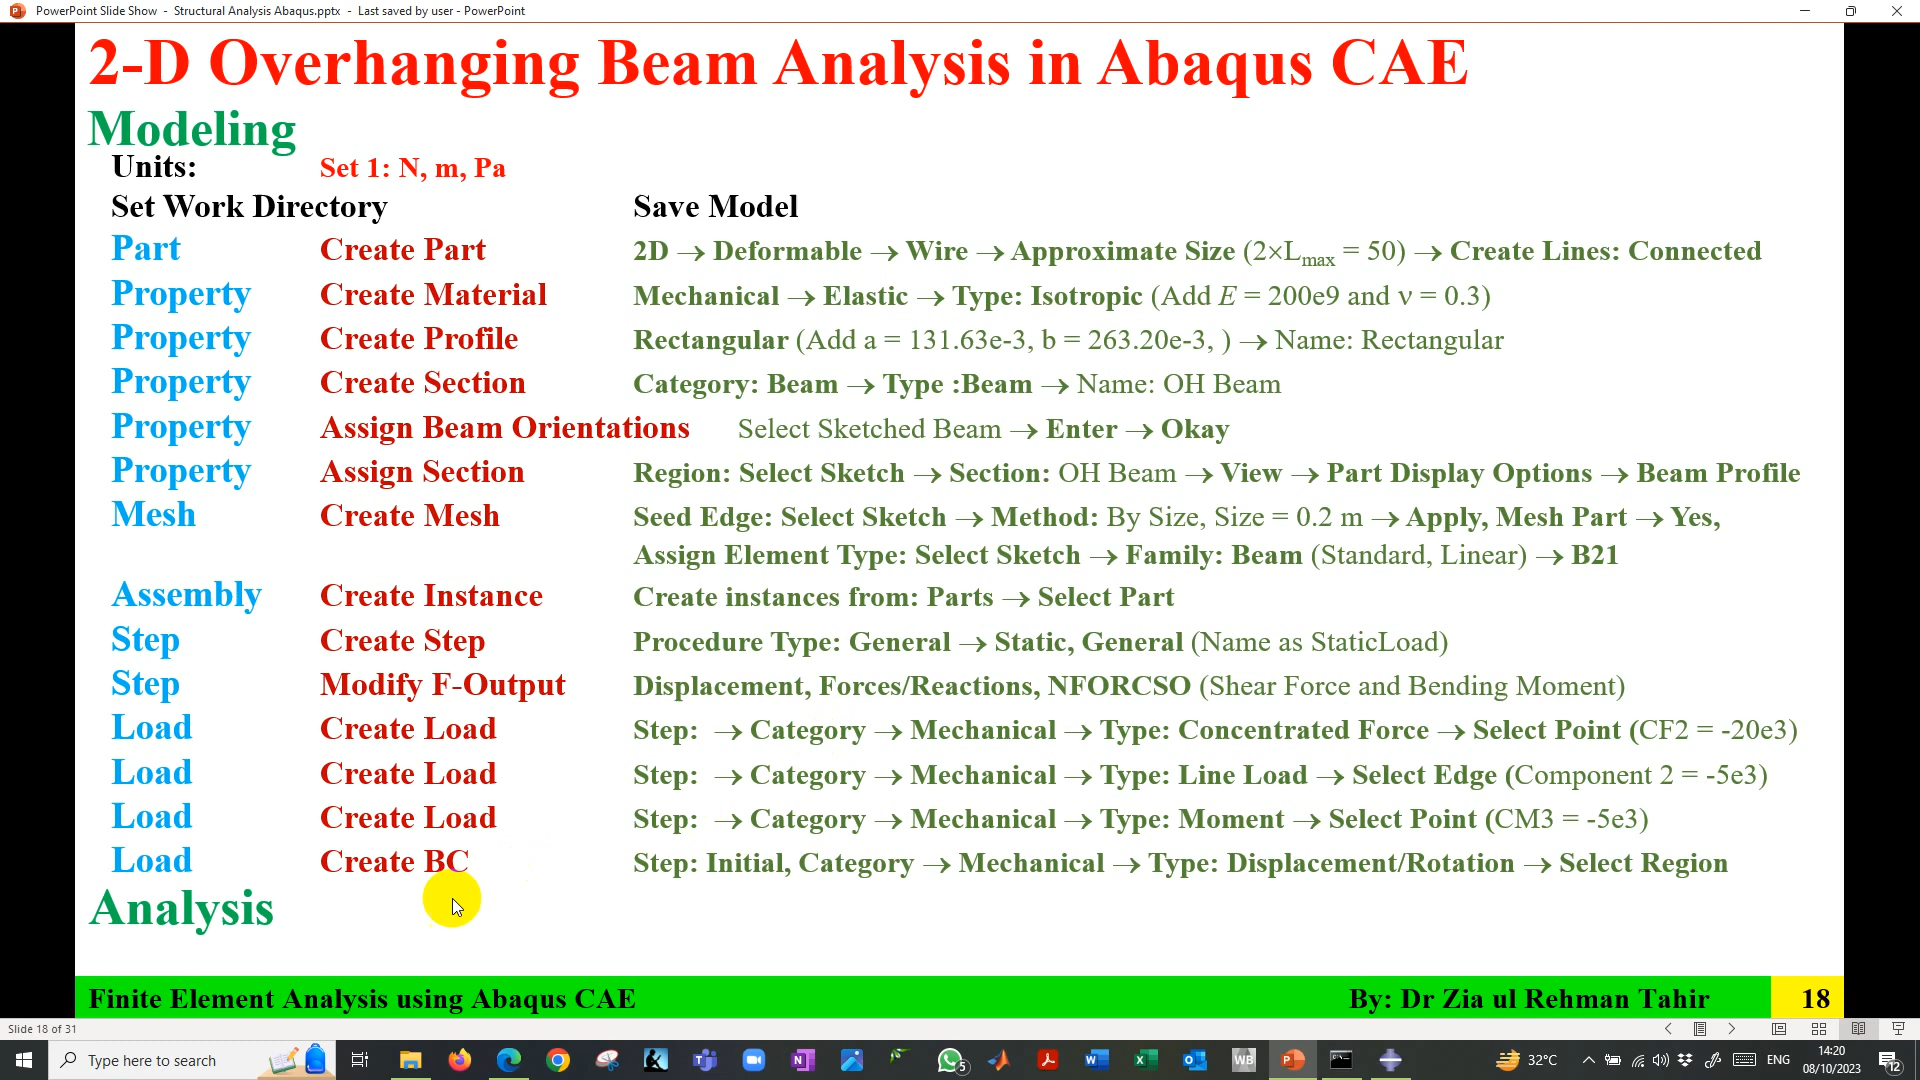 PowerPoint Slide Show - Structural Analysis Abaqus.pptx - Last saved by user - PowerPoint
2-D Overhanging Beam Analysis in Abaqus CAE
Modeling
Units: Set 1: N, m, Pa
Set Work Directory Save Model
Part Create Part 2D → Deformable → Wire → Approximate Size (2×Lmax = 50) → Create Lines: Connected
Property Create Material Mechanical → Elastic → Type: Isotropic (Add E = 200e9 and ν = 0.3)
Property Create Profile Rectangular (Add a = 131.63e-3, b = 263.20e-3, ) → Name: Rectangular
Property Create Section Category: Beam → Type :Beam → Name: OH Beam
Property Assign Beam Orientations Select Sketched Beam → Enter → Okay
Property Assign Section Region: Select Sketch → Section: OH Beam → View → Part Display Options → Beam Profile
Mesh Create Mesh Seed Edge: Select Sketch → Method: By Size, Size = 0.2 m → Apply, Mesh Part → Yes,
Assign Element Type: Select Sketch → Family: Beam (Standard, Linear) → B21
Assembly Create Instance Create instances from: Parts → Select Part
Step Create Step Procedure Type: General → Static, General (Name as StaticLoad)
Step Modify F-Output Displacement, Forces/Reactions, NFORCSO (Shear Force and Bending Moment)
Load Create Load Step: → Category → Mechanical → Type: Concentrated Force → Select Point (CF2 = -20e3)
Load Create Load Step: → Category → Mechanical → Type: Line Load → Select Edge (Component 2 = -5e3)
Load Create Load Step: → Category → Mechanical → Type: Moment → Select Point (CM3 = -5e3)
Load Create BC Step: Initial, Category → Mechanical → Type: Displacement/Rotation → Select Region
Analysis
Finite Element Analysis using Abaqus CAE By: Dr Zia ul Rehman Tahir 18
Slide 18 of 31
Type here to search 5 WB 32°C ENG 14:20
08/10/2023 12